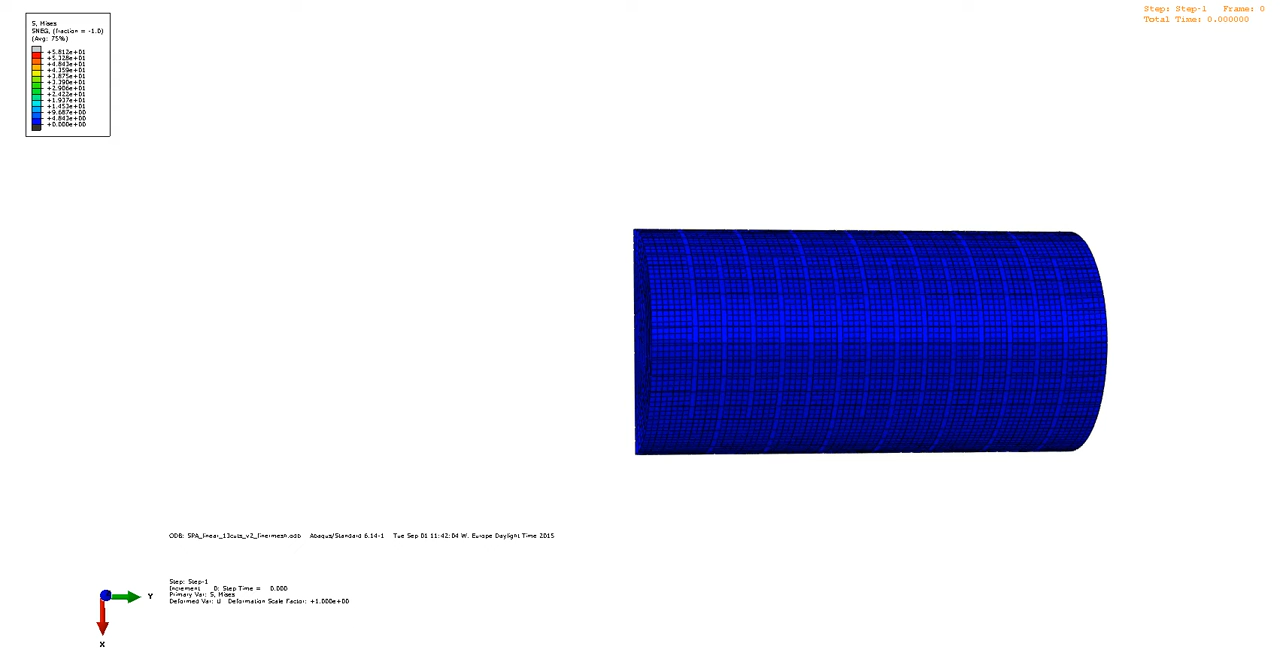 S, Mises
SNEG, (fraction = -1.0)
(Avg: 75%)
+5.812e+01
+5.328e+01
+4.843e+01
+4.359e+01
+3.875e+01
+3.390e+01
+2.906e+01
+2.422e+01
+1.937e+01
+1.453e+01
+9.687e+00
+4.843e+00
+0.000e+00
Step: Step-1 Frame: 0
Total Time: 0.000000
ODB: SPA_linear_13cuts_v2_finermesh.odb Abaqus/Standard 6.14-1 Tue Sep 01 11:42:04 W. Europe Daylight Time 2015
Step: Step-1
Increment 0: Step Time = 0.000
Primary Var: S, Mises
Deformed Var: U Deformation Scale Factor: +1.000e+00
Y
X